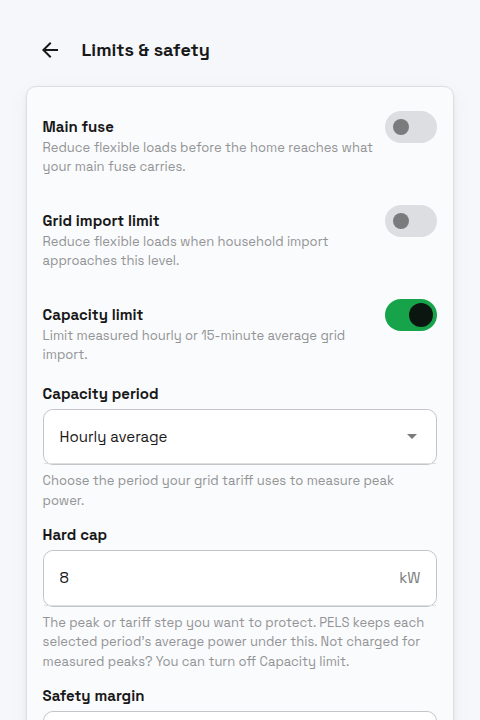 Limits & safety
Main fuse
Reduce flexible loads before the home reaches what
your main fuse carries.
Grid import limit
Reduce flexible loads when household import
approaches this level.
Capacity limit
Limit measured hourly or 15-minute average grid
import.
Capacity period
Hourly average
Choose the period your grid tariff uses to measure peak
power.
Hard cap
8 kW
The peak or tariff step you want to protect. PELS keeps each
selected period's average power under this. Not charged for
measured peaks? You can turn off Capacity limit.
Safety margin